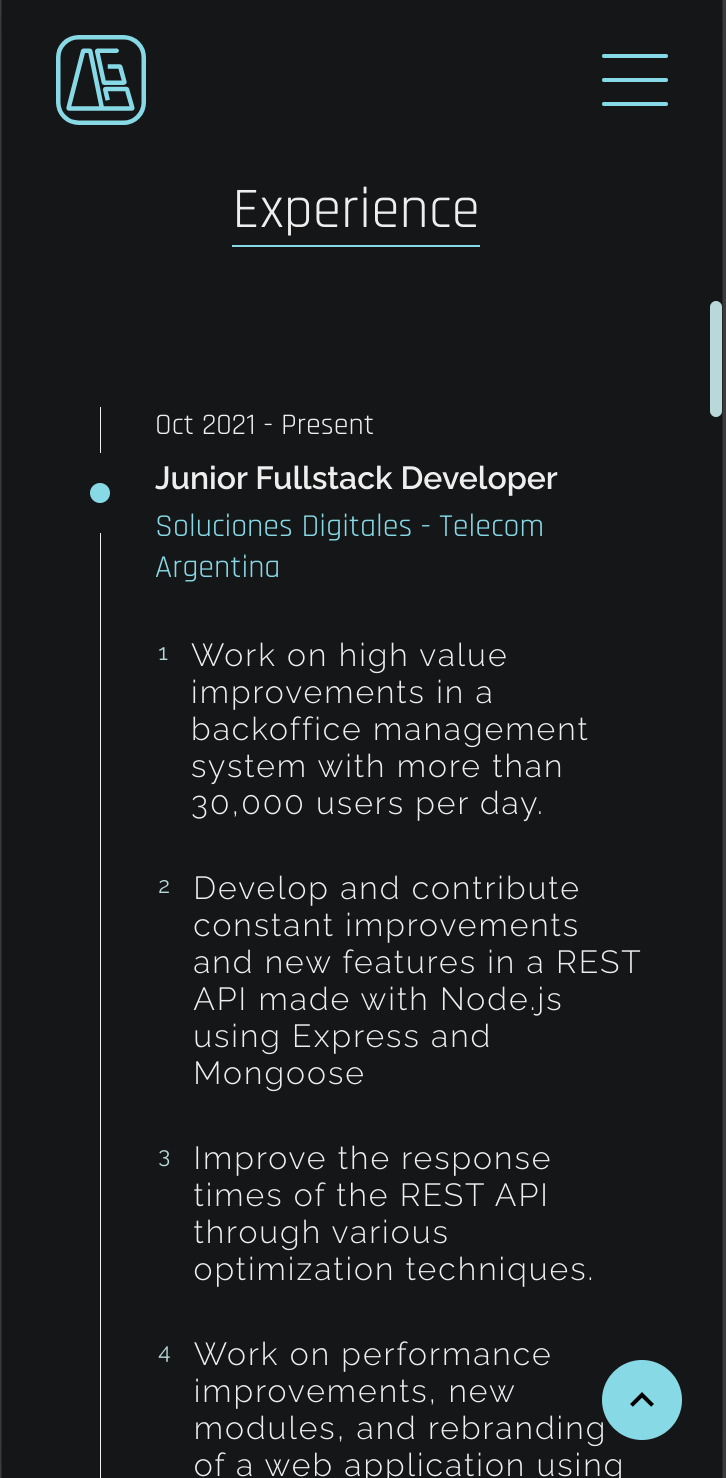 Experience
Oct 2021 - Present
Junior Fullstack Developer
Soluciones Digitales - Telecom
Argentina
1 Work on high value
improvements in a
backoffice management
system with more than
30,000 users per day.
2 Develop and contribute
constant improvements
and new features in a REST
API made with Node.js
using Express and
Mongoose
3 Improve the response
times of the REST API
through various
optimization techniques.
4 Work on performance
improvements, new
modules, and rebranding
of a web application using